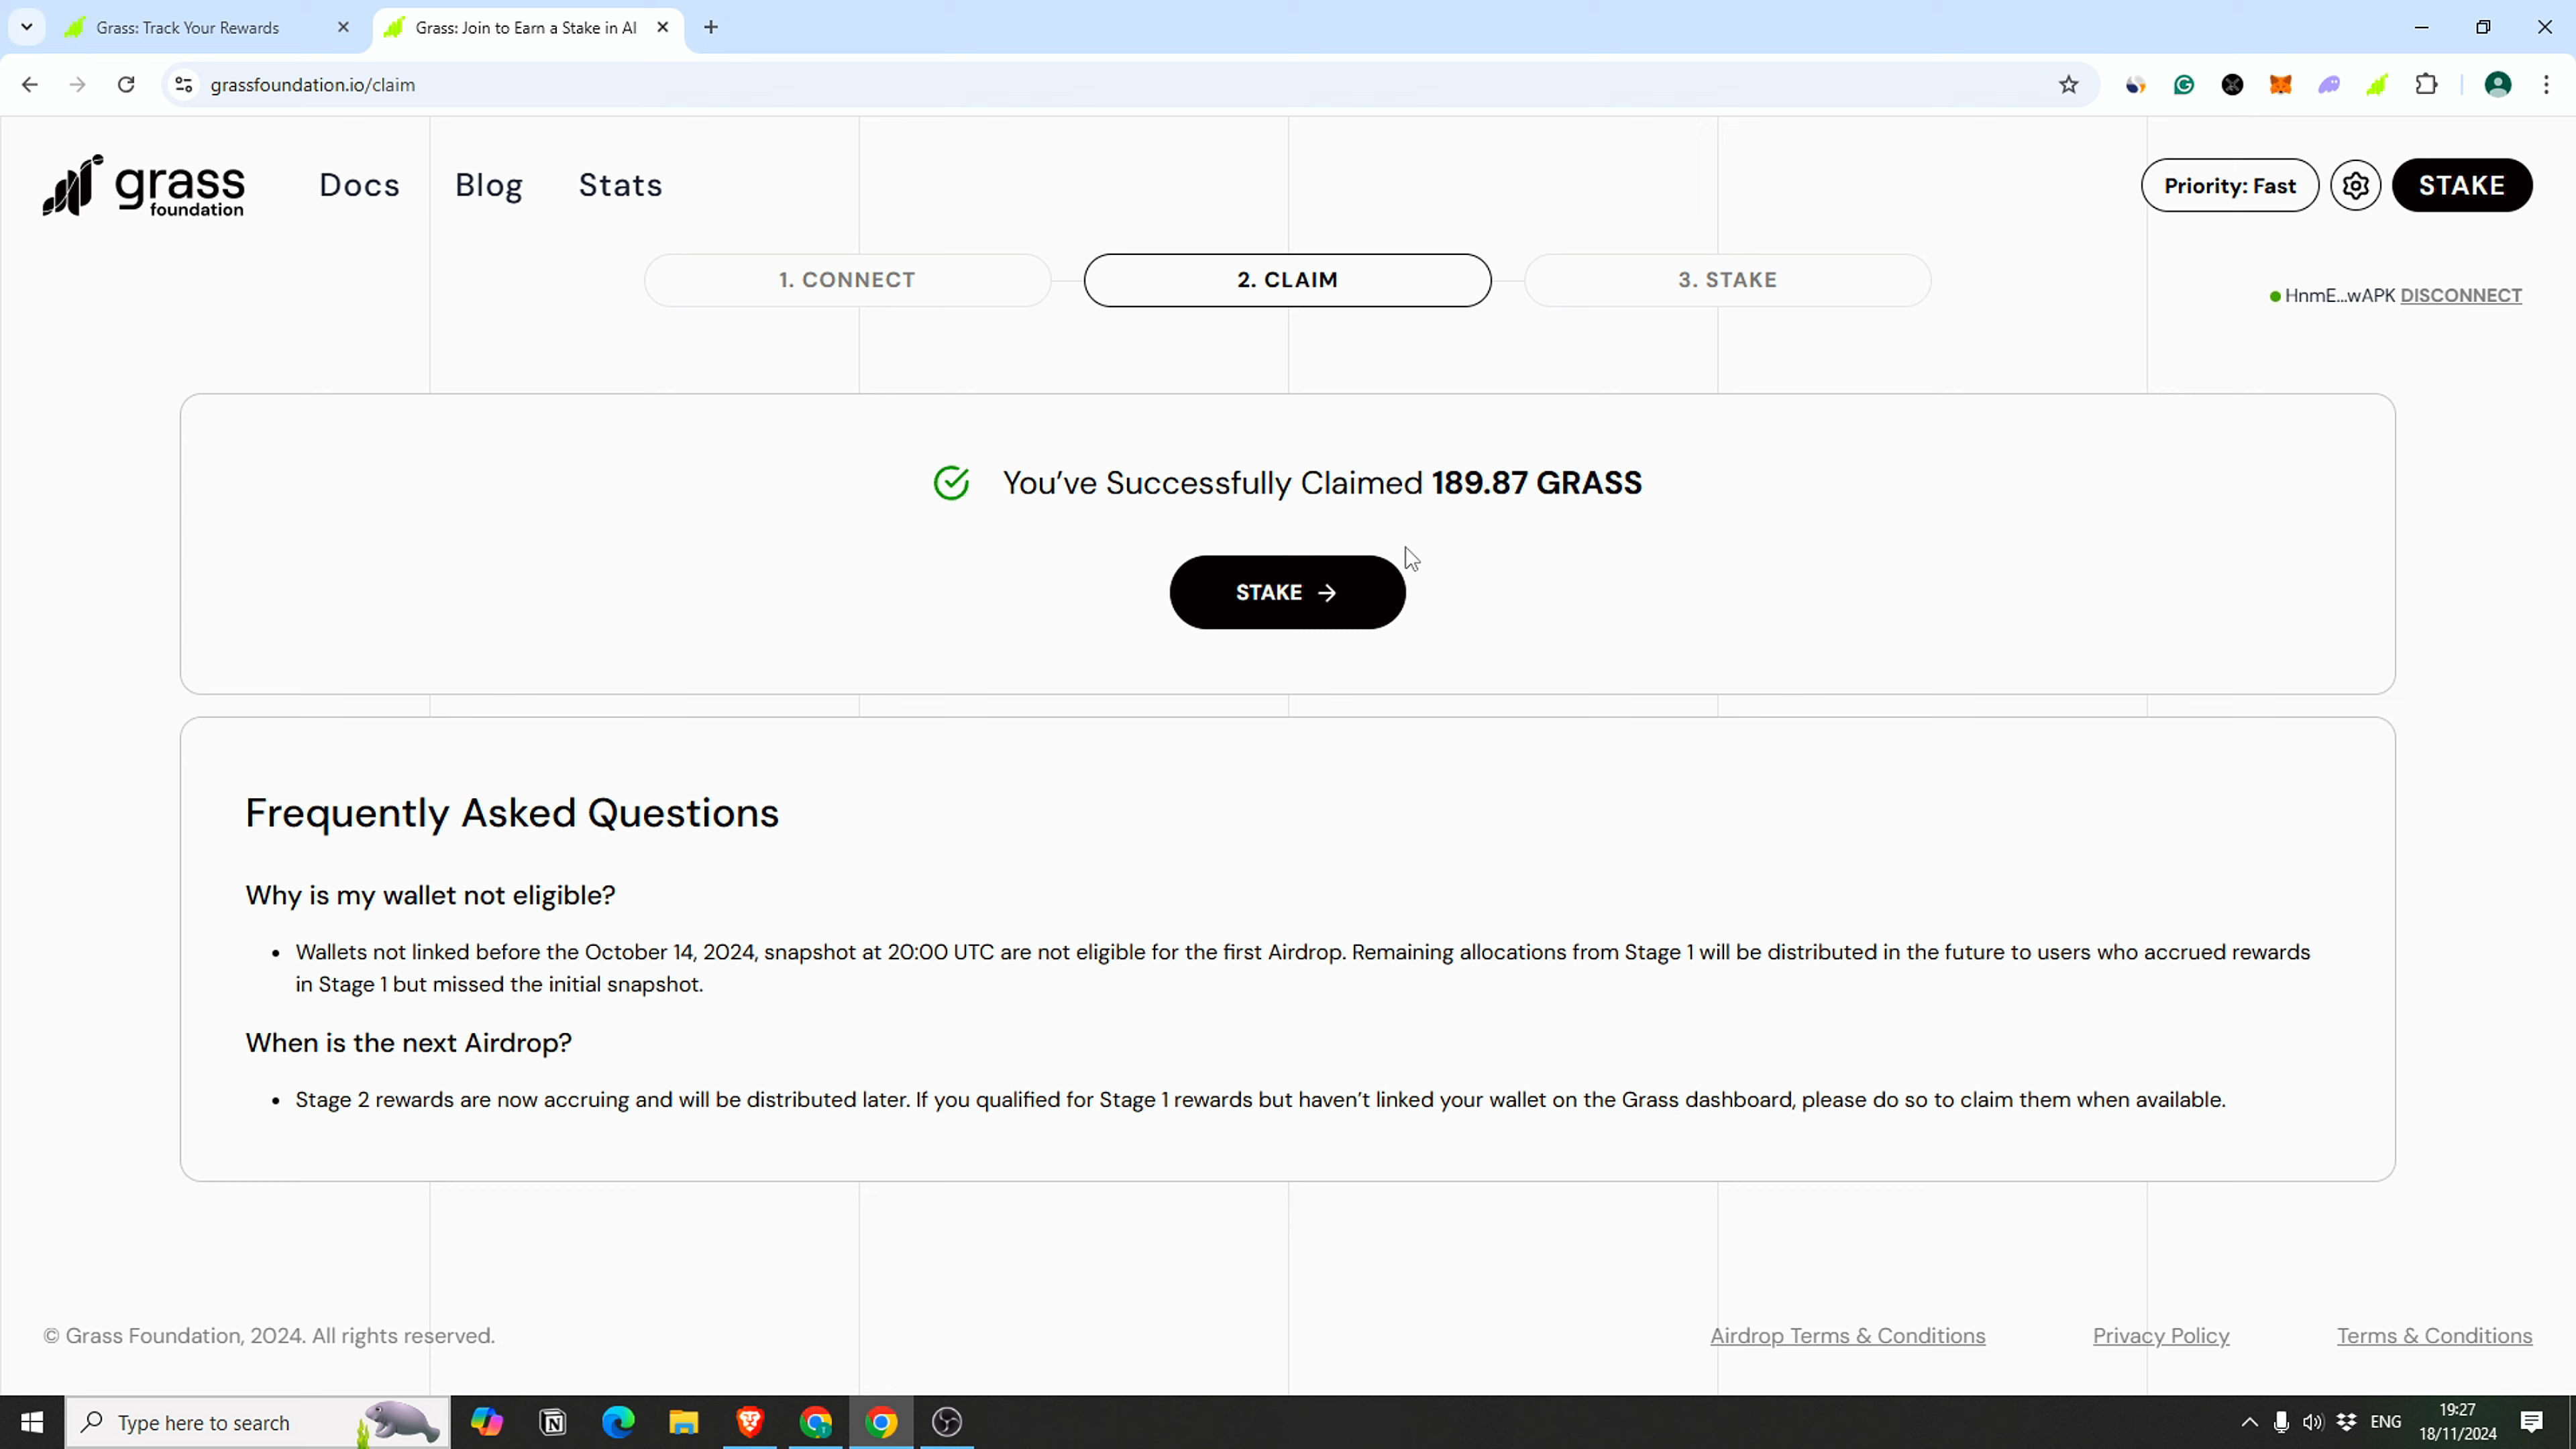 Grass: Track Your Rewards
Grass: Join to Earn a Stake in AI
grassfoundation.io/claim
grass
foundation
Docs
Blog
Stats
Priority: Fast
STAKE
1. CONNECT
2. CLAIM
3. STAKE
HnmE...wAPK DISCONNECT
You’ve Successfully Claimed 189.87 GRASS
STAKE →
Frequently Asked Questions
Why is my wallet not eligible?
• Wallets not linked before the October 14, 2024, snapshot at 20:00 UTC are not eligible for the first Airdrop. Remaining allocations from Stage 1 will be distributed in the future to users who accrued rewards
in Stage 1 but missed the initial snapshot.
When is the next Airdrop?
• Stage 2 rewards are now accruing and will be distributed later. If you qualified for Stage 1 rewards but haven’t linked your wallet on the Grass dashboard, please do so to claim them when available.
© Grass Foundation, 2024. All rights reserved.
Airdrop Terms & Conditions
Privacy Policy
Terms & Conditions
Type here to search
ENG
19:27
18/11/2024